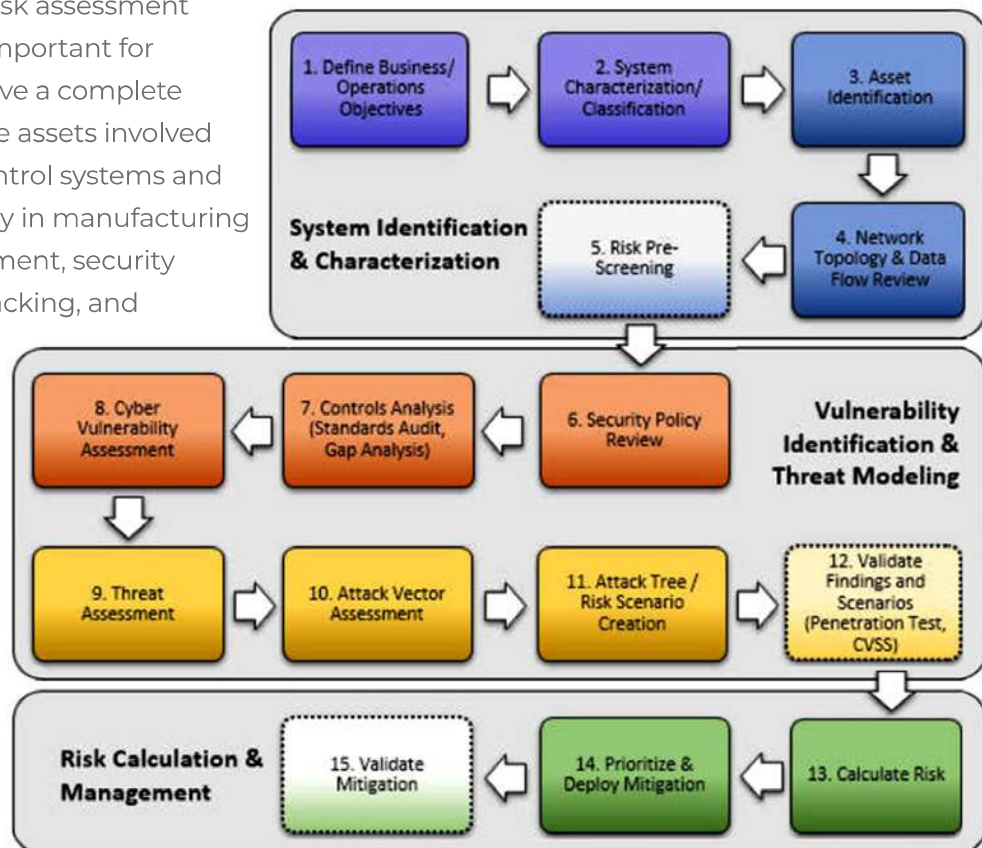 sk assessment
mportant for
ve a complete
e assets involved
ntrol systems and
y in manufacturing
ment, security
acking, and
1. Define Business/
Operations
Objectives
2. System
Characterization/
Classification
3. Asset
Identification
System Identification
& Characterization
4. Network
Topology & Data
Flow Review
5. Risk Pre-
Screening
Vulnerability
Identification &
Threat Modeling
6. Security Policy
Review
7. Controls Analysis
(Standards Audit,
Gap Analysis)
8. Cyber
Vulnerability
Assessment
9. Threat
Assessment
10. Attack Vector
Assessment
11. Attack Tree /
Risk Scenario
Creation
12. Validate
Findings and
Scenarios
(Penetration Test,
CVSS)
Risk Calculation &
Management
13. Calculate Risk
14. Prioritize &
Deploy Mitigation
15. Validate
Mitigation